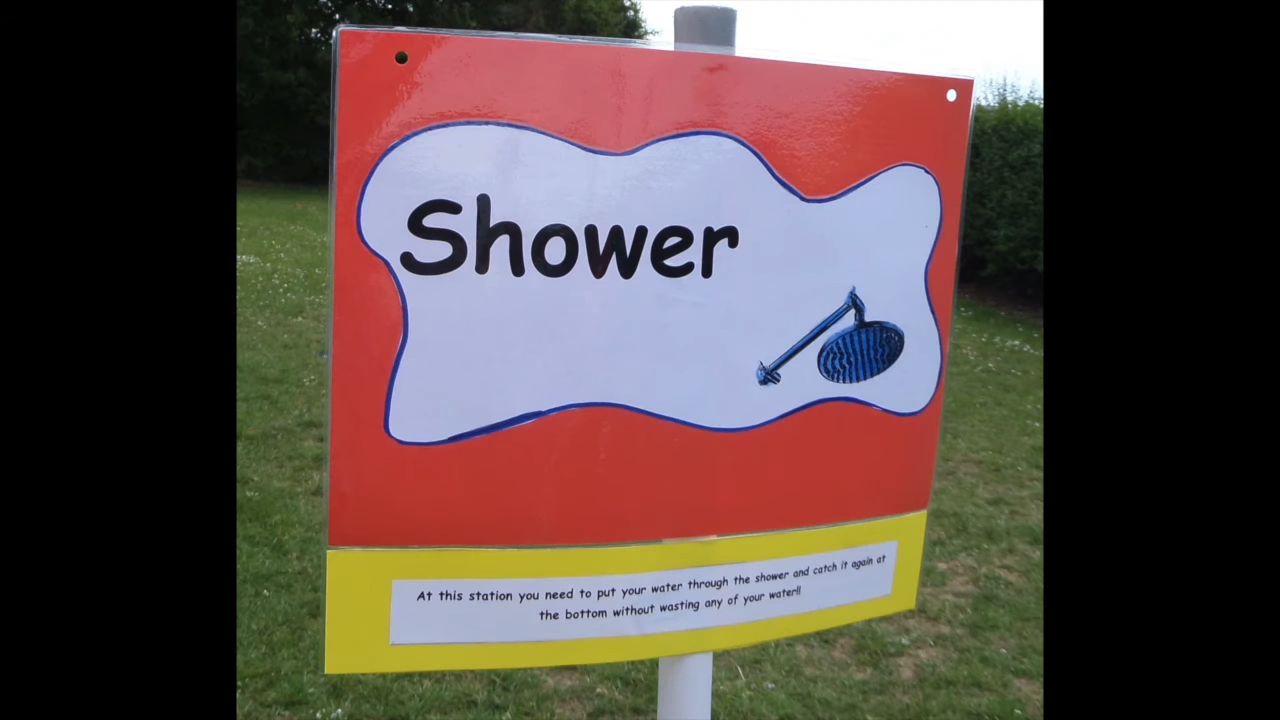 Shower
At this station you need to put your water through the shower and catch it again at
the bottom without wasting any of your water!!